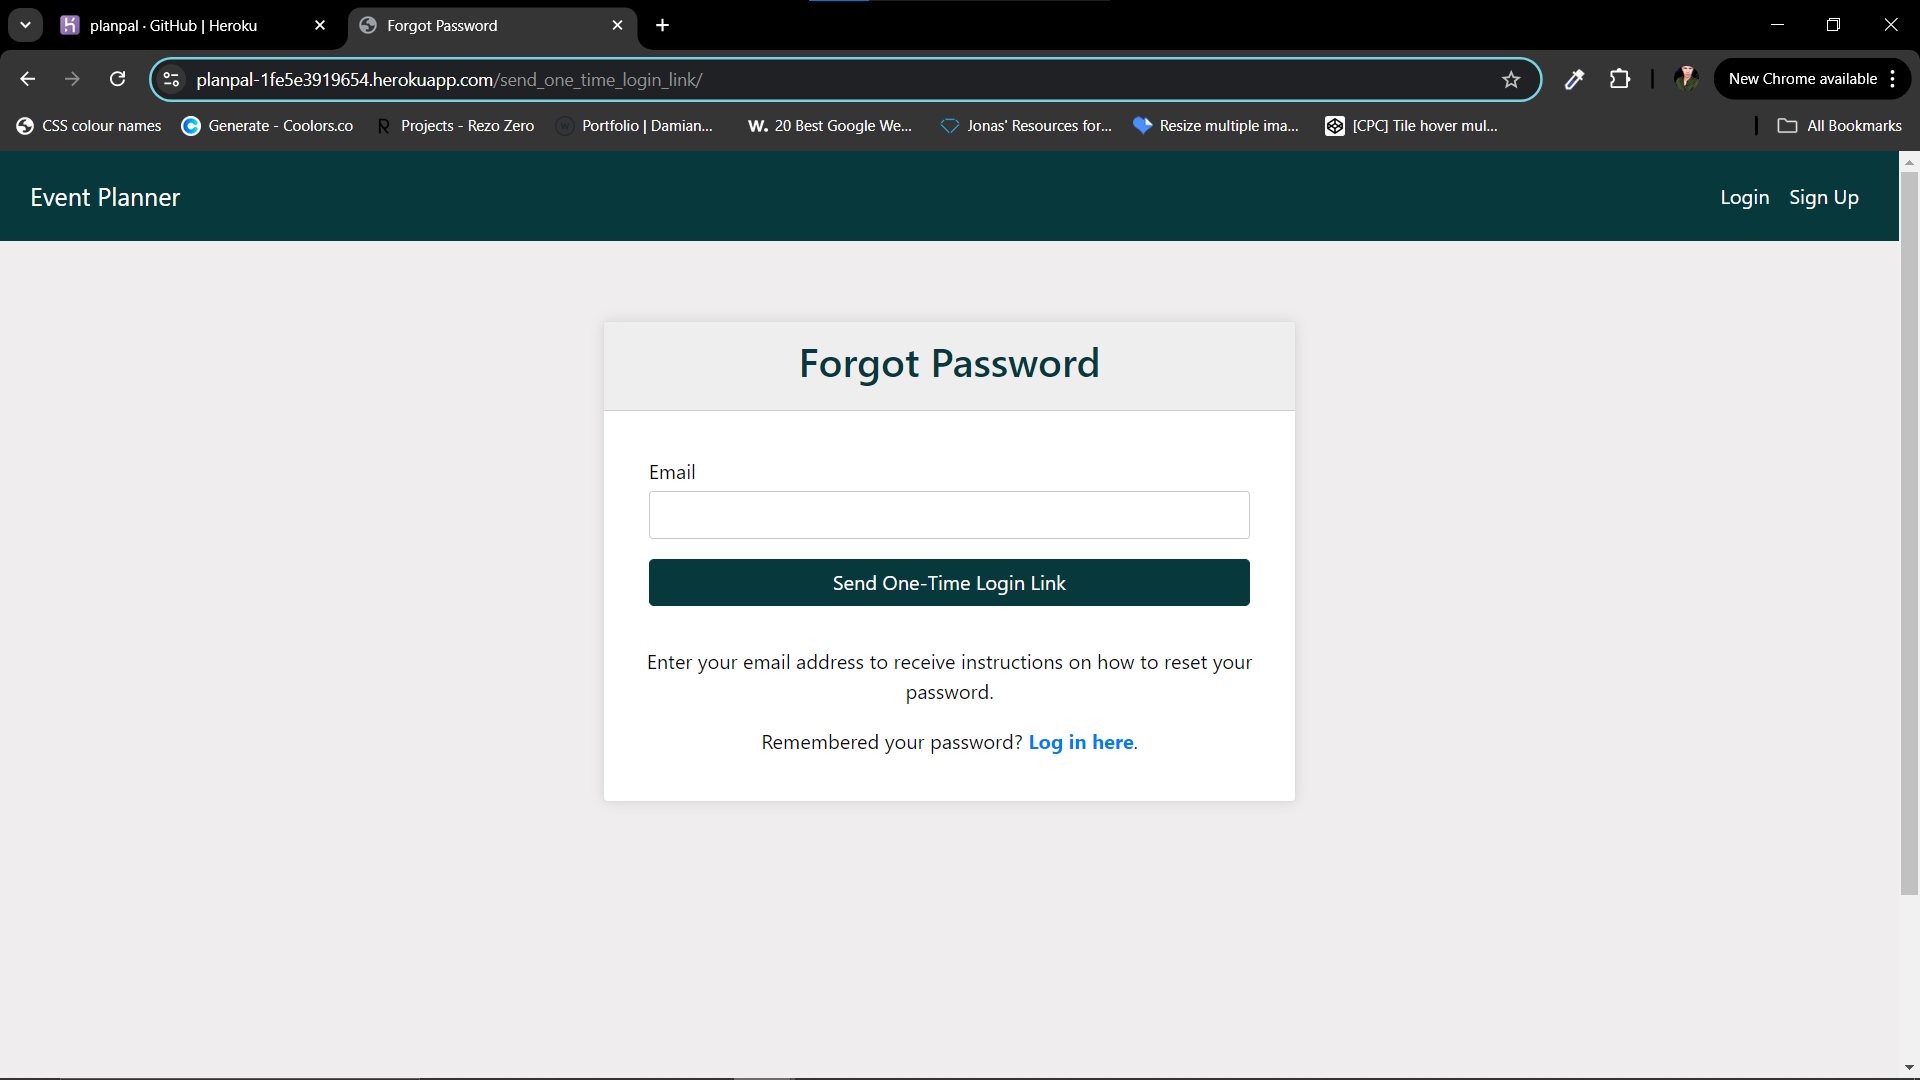 planpal · GitHub | Heroku
Forgot Password
planpal-1fe5e3919654.herokuapp.com/send_one_time_login_link/
New Chrome available
CSS colour names
Generate - Coolors.co
Projects - Rezo Zero
Portfolio | Damian...
20 Best Google We...
Jonas' Resources for...
Resize multiple ima...
[CPC] Tile hover mul...
All Bookmarks
Event Planner
Login
Sign Up
Forgot Password
Email
Send One-Time Login Link
Enter your email address to receive instructions on how to reset your
password.
Remembered your password? Log in here.